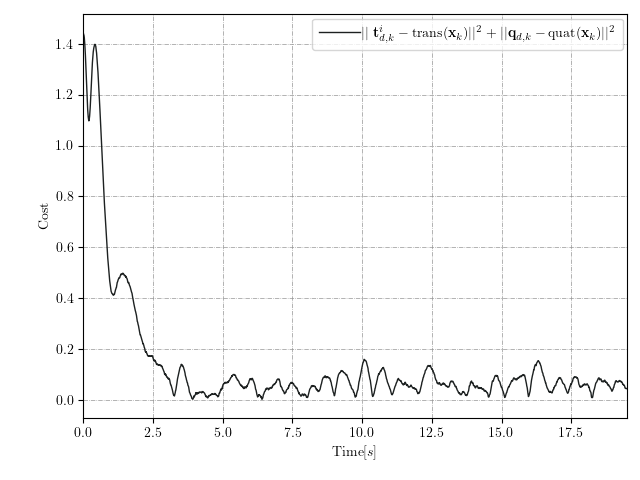 || t^i_{d,k} − trans(x_k)||^2 + ||q_{d,k} − quat(x_k)||^2
1.4
1.2
1.0
0.8
0.6
0.4
0.2
0.0
Cost
0.0 2.5 5.0 7.5 10.0 12.5 15.0 17.5
Time[s]